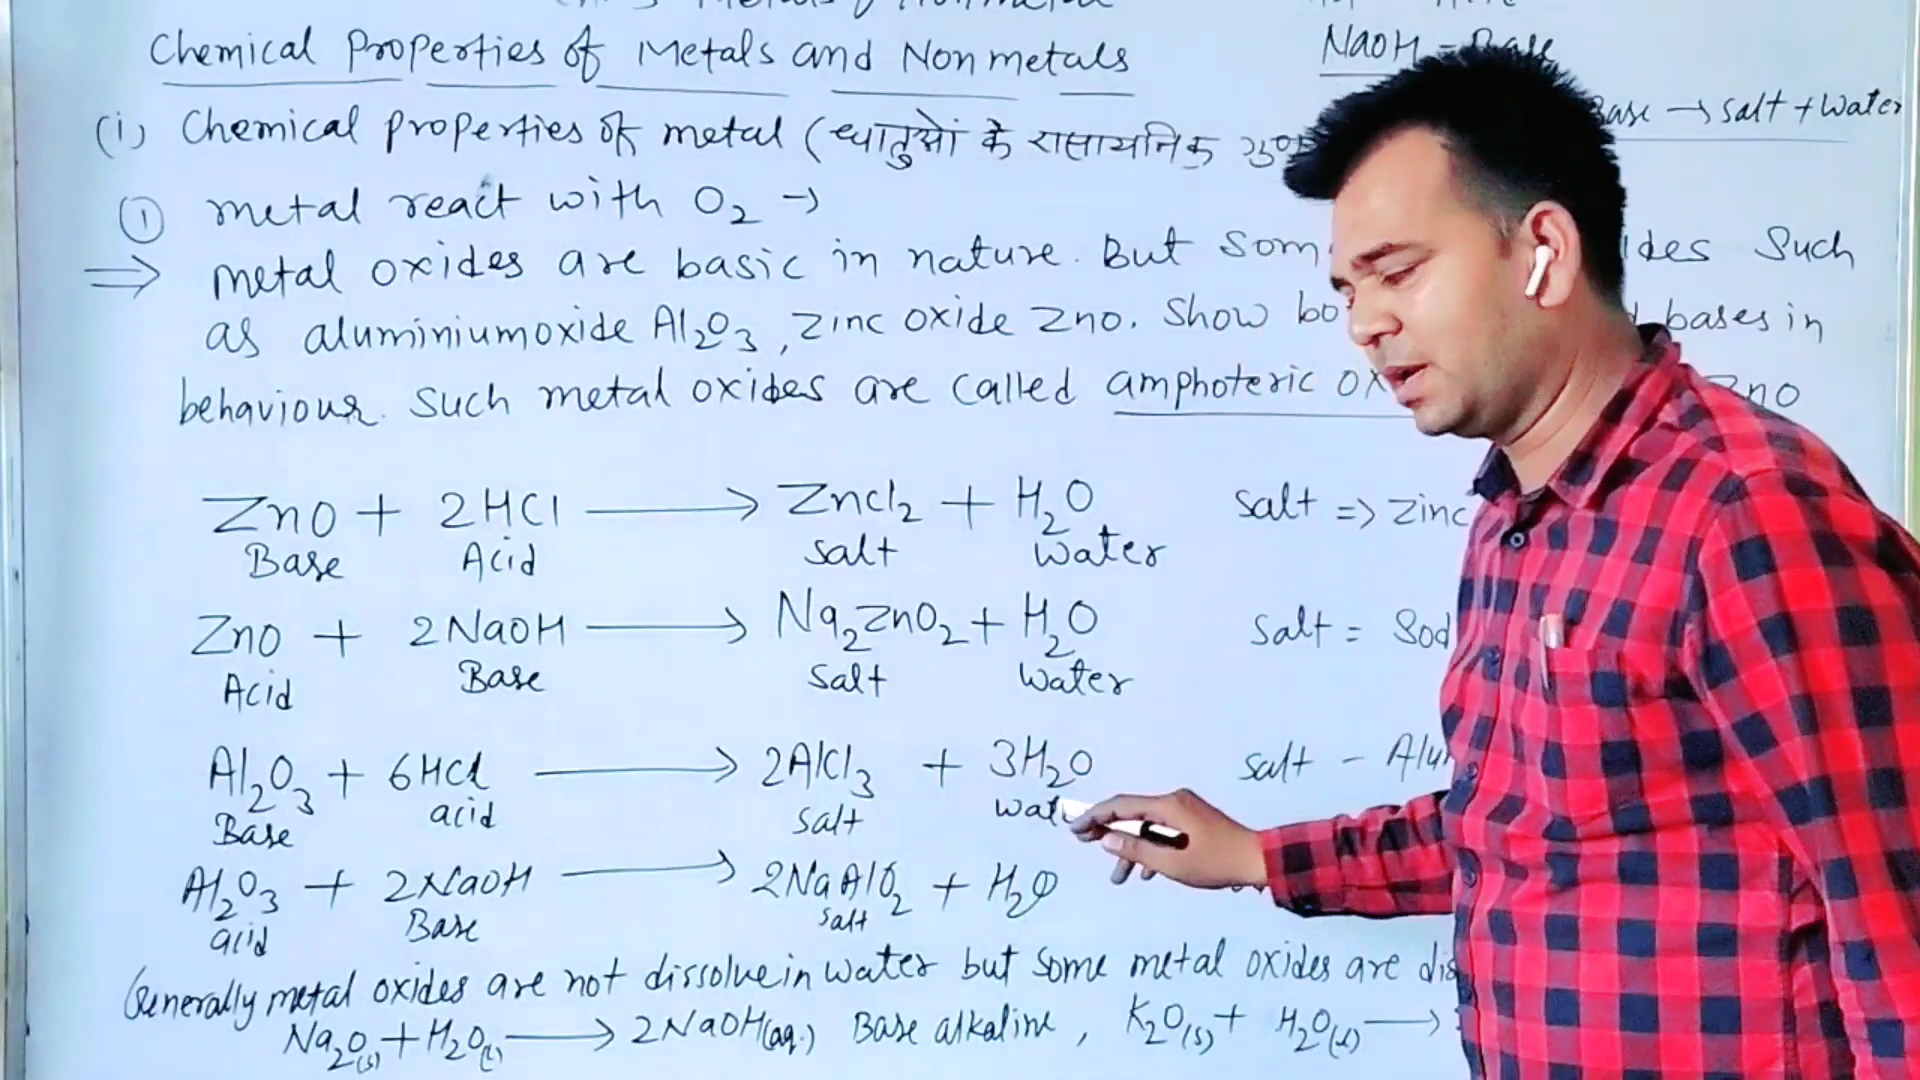 Chemical Properties of Metals and Nonmetals
NaOH = Base
Base → Salt + Water
(i) Chemical properties of metal (धातुओं के रासायनिक गुण
① metal react with O₂ →
⇒ metal oxides are basic in nature. But Som ides Such
as aluminiumoxide Al₂O₃, Zinc oxide Zno. Show bo bases in
behaviour. Such metal oxides are called amphoteric ox Zno
ZnO + 2HCl ⟶ ZnCl₂ + H₂O Salt => Zinc
Base Acid Salt Water
ZnO + 2NaOH ⟶ Na₂ZnO₂ + H₂O Salt = Sod
Acid Base Salt Water
Al₂O₃ + 6HCl ⟶ 2AlCl₃ + 3H₂O Salt - Alu
Base acid Salt Wat
Al₂O₃ + 2NaOH ⟶ 2NaAlO₂ + H₂O
acid Base Salt
Generally metal oxides are not dissolve in Water but Some metal oxides are dis
Na₂O(s) + H₂O(l) ⟶ 2NaOH(aq.) Base alkaline, K₂O(s) + H₂O(l) ⟶